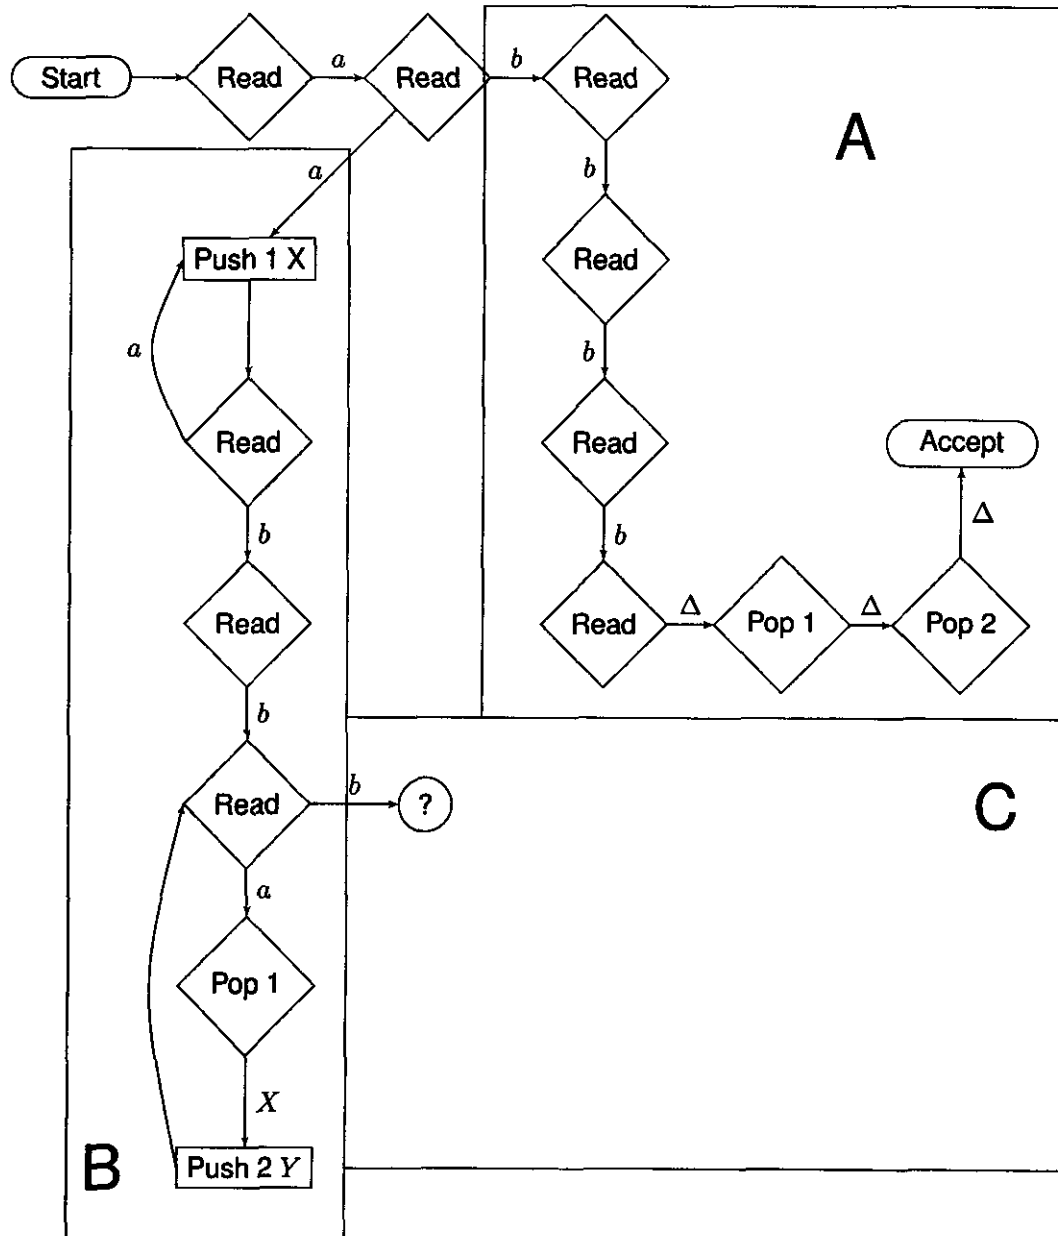 Start
Read
a
Read
b
Read
A
b
Read
b
Read
b
Read
Δ
Pop 1
Δ
Pop 2
Δ
Accept
a
Push 1 X
a
Read
b
Read
b
Read
b
?
C
a
Pop 1
X
Push 2 Y
B